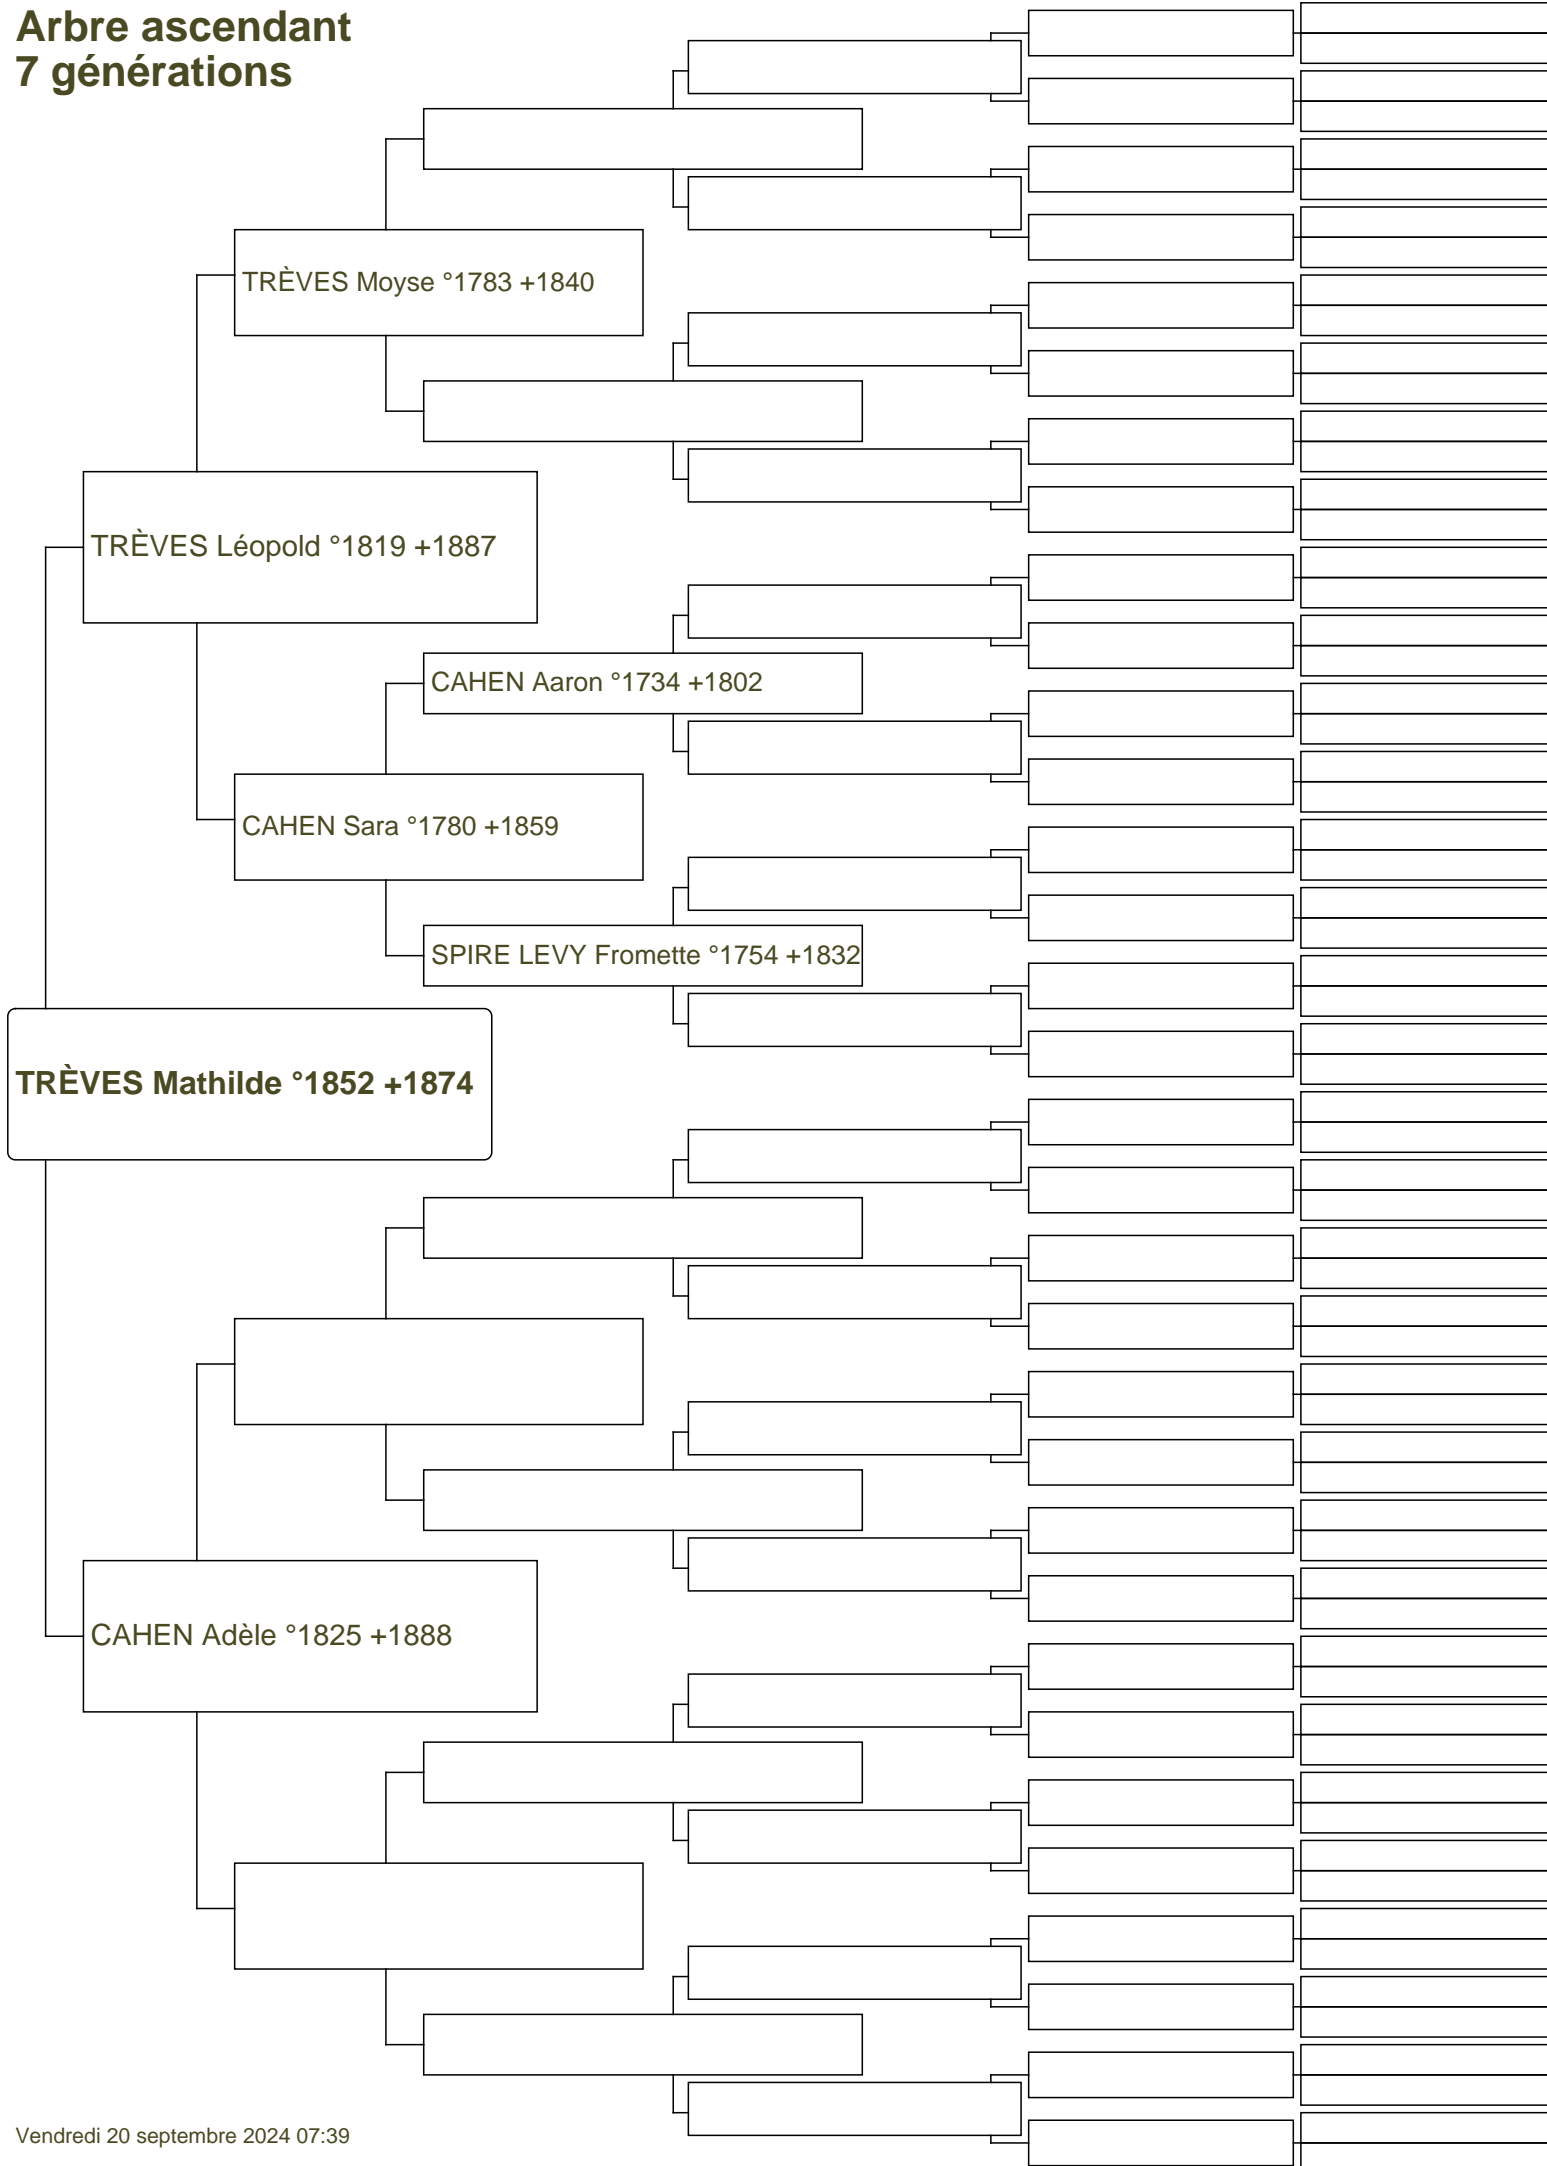 Arbre ascendant
7 générations
TRÈVES Moyse °1783 +1840
TRÈVES Léopold °1819 +1887
CAHEN Aaron °1734 +1802
CAHEN Sara °1780 +1859
SPIRE LEVY Fromette °1754 +1832
TRÈVES Mathilde °1852 +1874
CAHEN Adèle °1825 +1888
Vendredi 20 septembre 2024 07:39